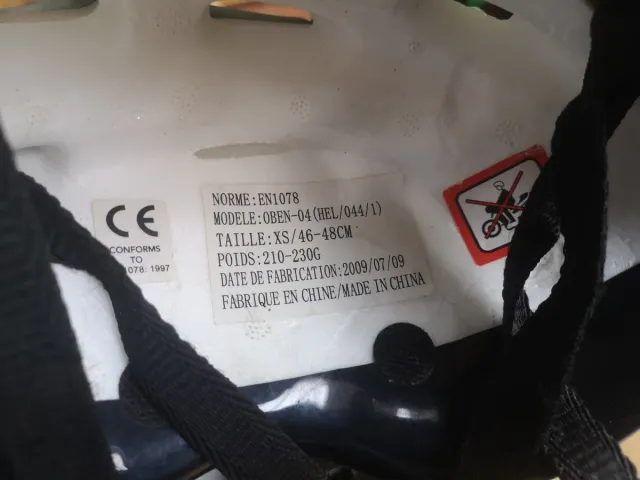 CE
CONFORMS
TO
1078: 1997
NORME:EN1078
MODELE:OBEN-04(HEL/044/1)
TAILLE:XS/46-48CM
POIDS:210-230G
DATE DE FABRICATION:2009/07/09
FABRIQUE EN CHINE/MADE IN CHINA